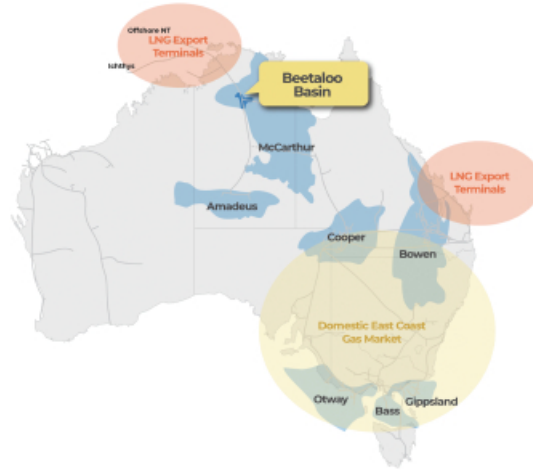 Offshore NT
LNG Export
Terminals
Ichthys
Beetaloo
Basin
McCarthur
LNG Export
Terminals
Amadeus
Cooper
Bowen
Domestic East Coast
Gas Market
Otway
Bass
Gippsland